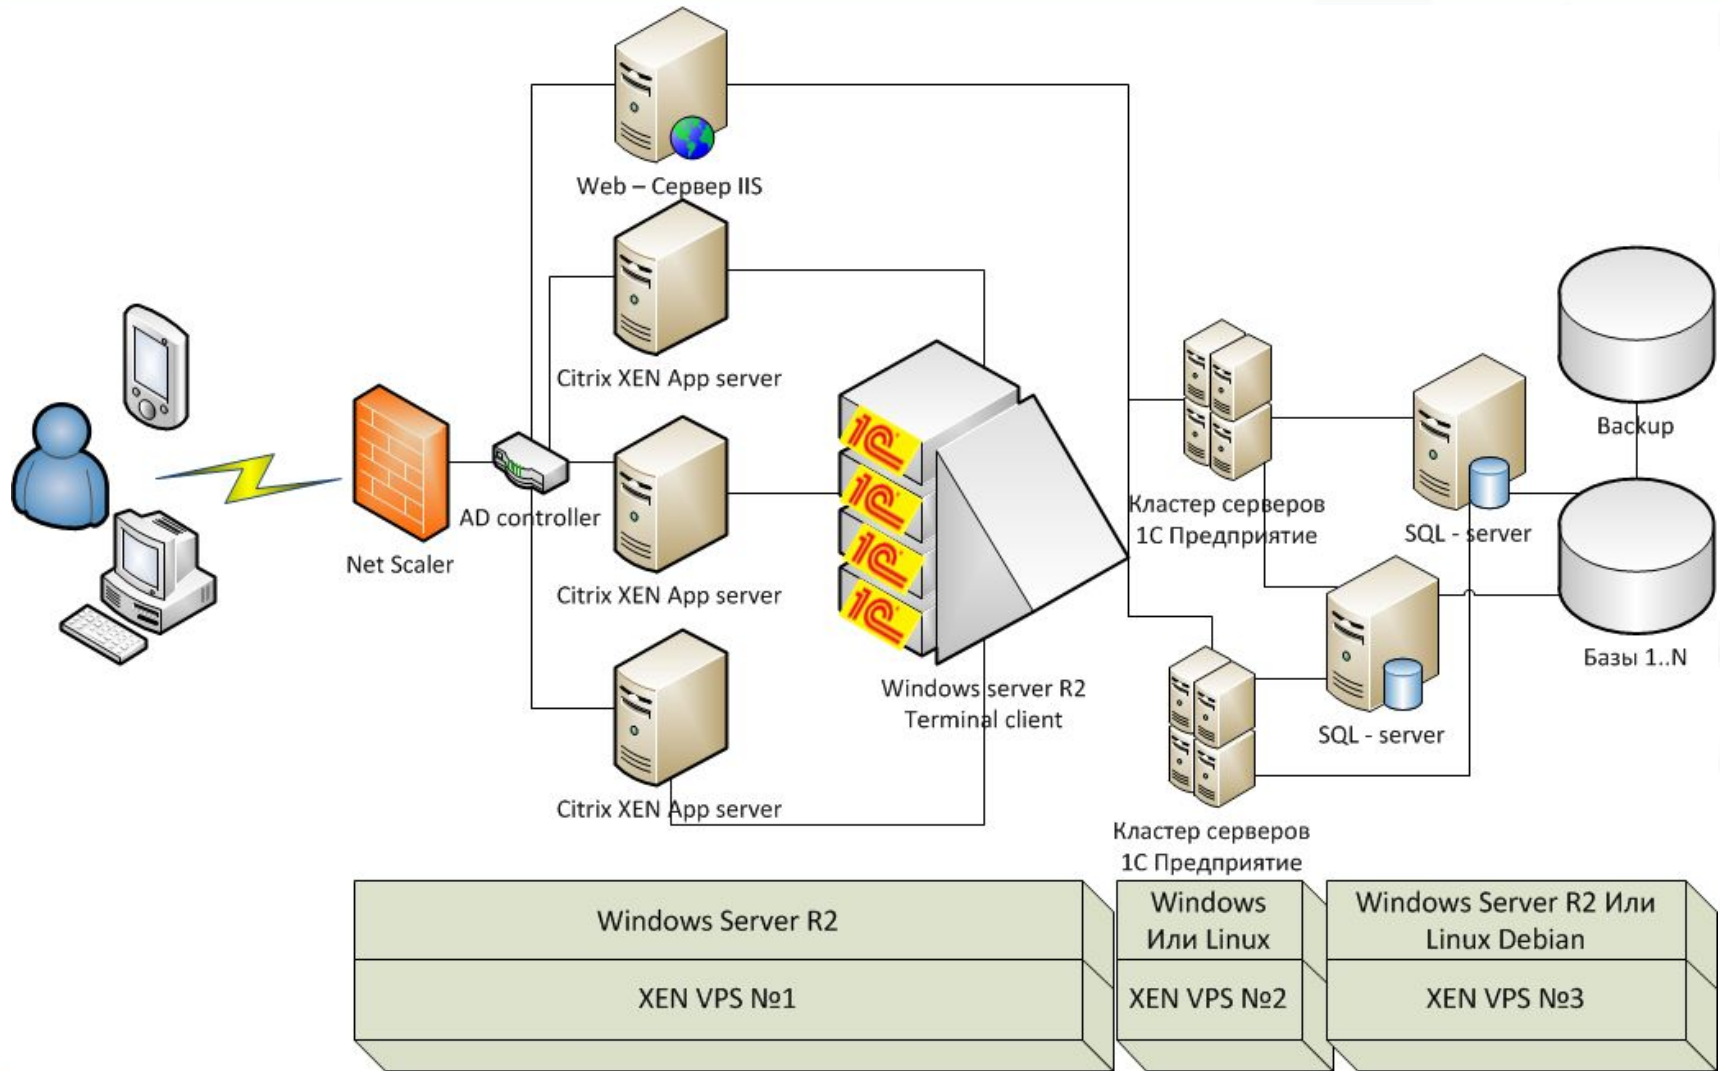 Web – Сервер IIS
Citrix XEN App server
Net Scaler
AD controller
Citrix XEN App server
Citrix XEN App server
1С
1С
1С
1С
Windows server R2
Terminal client
Кластер серверов
1С Предприятие
SQL - server
Backup
Базы 1..N
SQL - server
Кластер серверов
1С Предприятие
Windows Server R2
XEN VPS №1
Windows
Или Linux
XEN VPS №2
Windows Server R2 Или
Linux Debian
XEN VPS №3